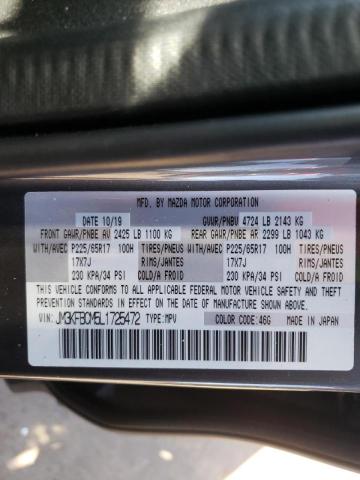 MFD. BY MAZDA MOTOR CORPORATION
DATE 10/19 GVWR/PNBV 4724 LB 2143 KG
FRONT GAWR/PNBE AV 2425 LB 1100 KG REAR GAWR/PNBE AR 2299 LB 1043 KG
WITH/AVEC P225/65R17 100H TIRES/PNEUS WITH/AVEC P225/65R17 100H TIRES/PNEUS
17X7J RIMS/JANTES 17X7J RIMS/JANTES
230 KPA/34 PSI COLD/A FROID 230 KPA/34 PSI COLD/A FROID
THIS VEHICLE CONFORMS TO ALL APPLICABLE FEDERAL MOTOR VEHICLE SAFETY AND
THEFT PREVENTION
STANDARDS IN EFFECT ON THE DATE OF MANUFACTURE SHOWN ABOVE.
VIN: JM3KFBCM5L1725472 TYPE:MPV COLOR CODE:46G MADE IN JAPAN